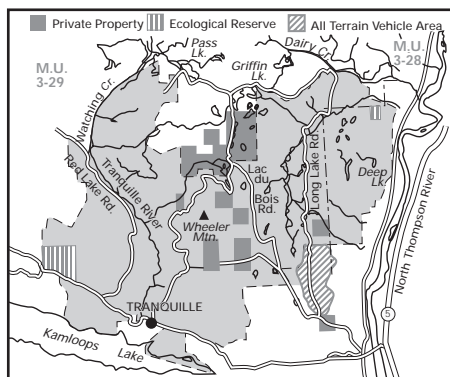 Private Property
Ecological Reserve
All Terrain Vehicle Area
M.U.
3-29
Pass
Lk.
Griffin
Lk.
Dairy Cr.
M.U.
3-28
Watching Cr.
Red Lake Rd.
Tranquille River
Lac
du
Bois
Rd.
Long Lake Rd.
Deep
Lk.
Wheeler
Mtn.
North Thompson River
TRANQUILLE
5
Kamloops Lake